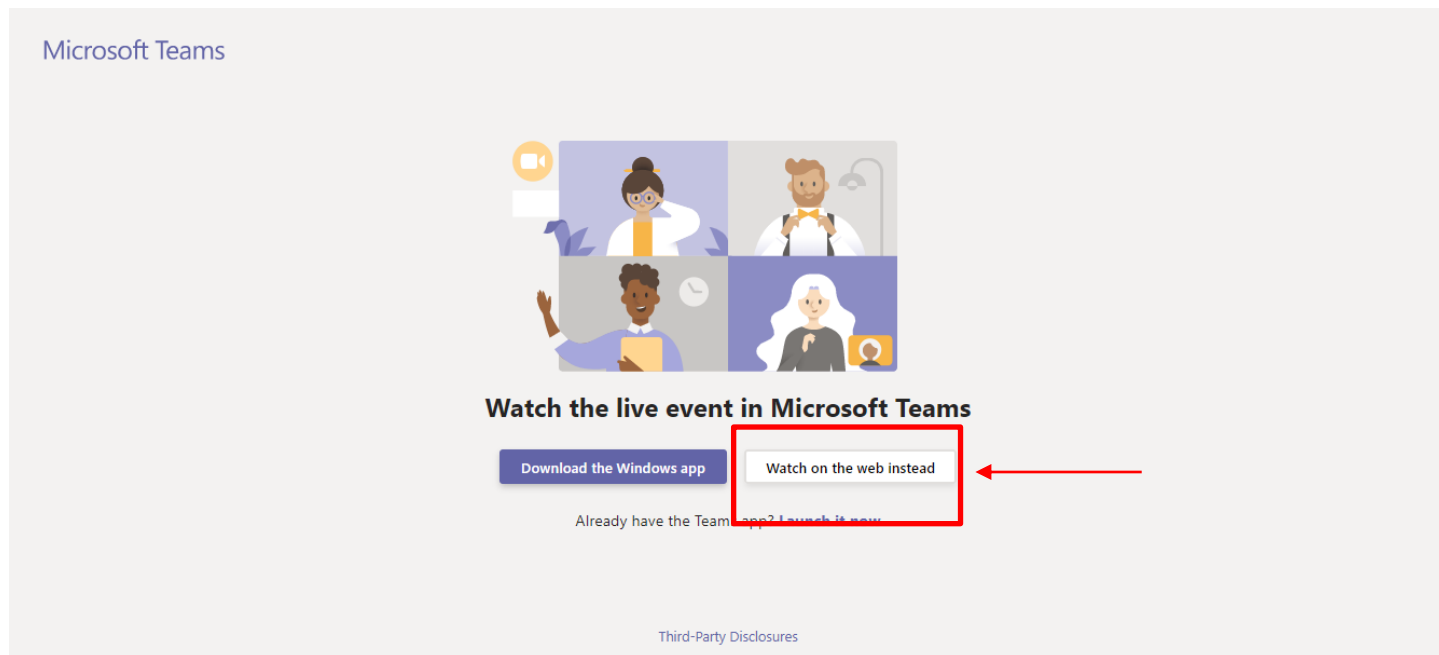 Microsoft Teams
Watch the live event in Microsoft Teams
Download the Windows app
Watch on the web instead
Already have the Teams app? Launch it now
Third-Party Disclosures